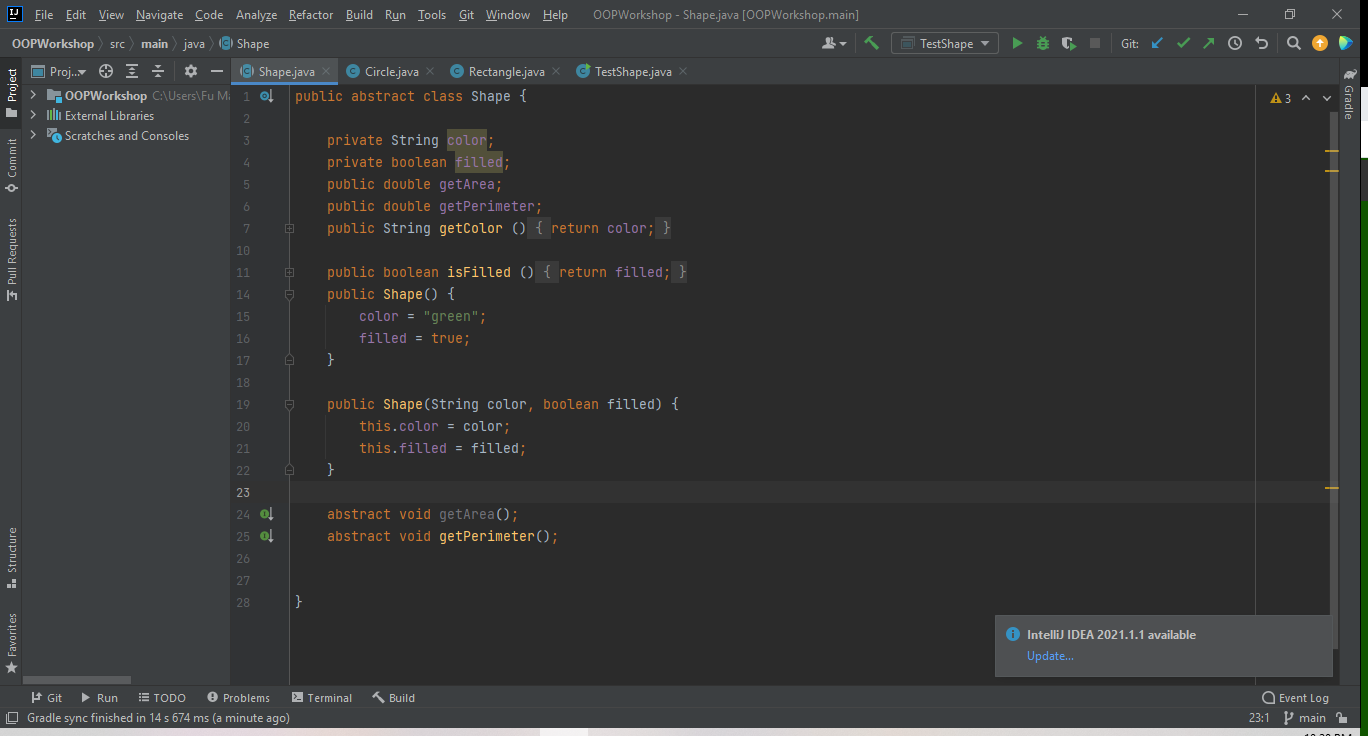 File Edit View Navigate Code Analyze Refactor Build Run Tools Git Window Help OOPWorkshop - Shape.java [OOPWorkshop.main]
OOPWorkshop src main java Shape TestShape Git:
Project
Proj...
Shape.java Circle.java Rectangle.java TestShape.java
OOPWorkshop C:\Users\Fu Ma
External Libraries
Scratches and Consoles
Commit
Pull Requests
Structure
Favorites
Gradle
3
1 public abstract class Shape {
2
3 private String color;
4 private boolean filled;
5 public double getArea;
6 public double getPerimeter;
7 public String getColor () { return color; }
10
11 public boolean isFilled () { return filled; }
14 public Shape() {
15 color = "green";
16 filled = true;
17 }
18
19 public Shape(String color, boolean filled) {
20 this.color = color;
21 this.filled = filled;
22 }
23
24 abstract void getArea();
25 abstract void getPerimeter();
26
27
28 }
IntelliJ IDEA 2021.1.1 available
Update...
Git Run TODO Problems Terminal Build Event Log
Gradle sync finished in 14 s 674 ms (a minute ago) 23:1 main